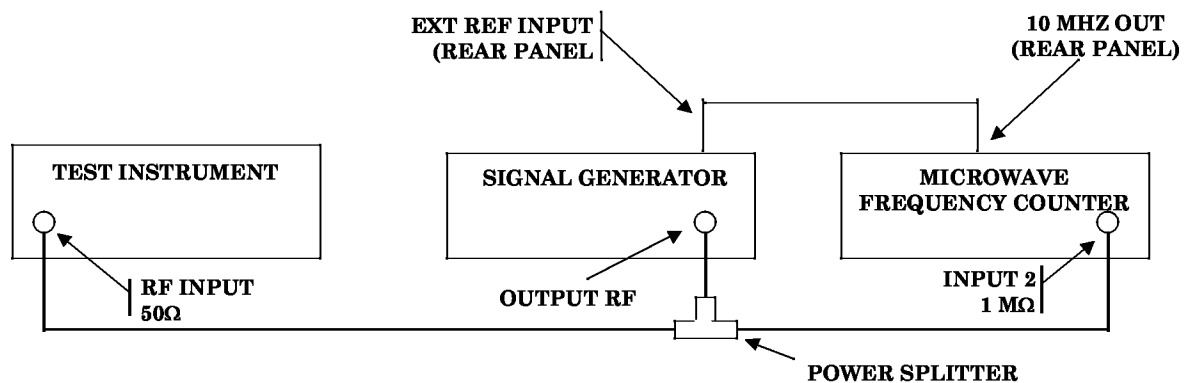 EXT REF INPUT
(REAR PANEL
10 MHZ OUT
(REAR PANEL)
TEST INSTRUMENT
SIGNAL GENERATOR
MICROWAVE
FREQUENCY COUNTER
RF INPUT
50Ω
OUTPUT RF
INPUT 2
1 MΩ
POWER SPLITTER